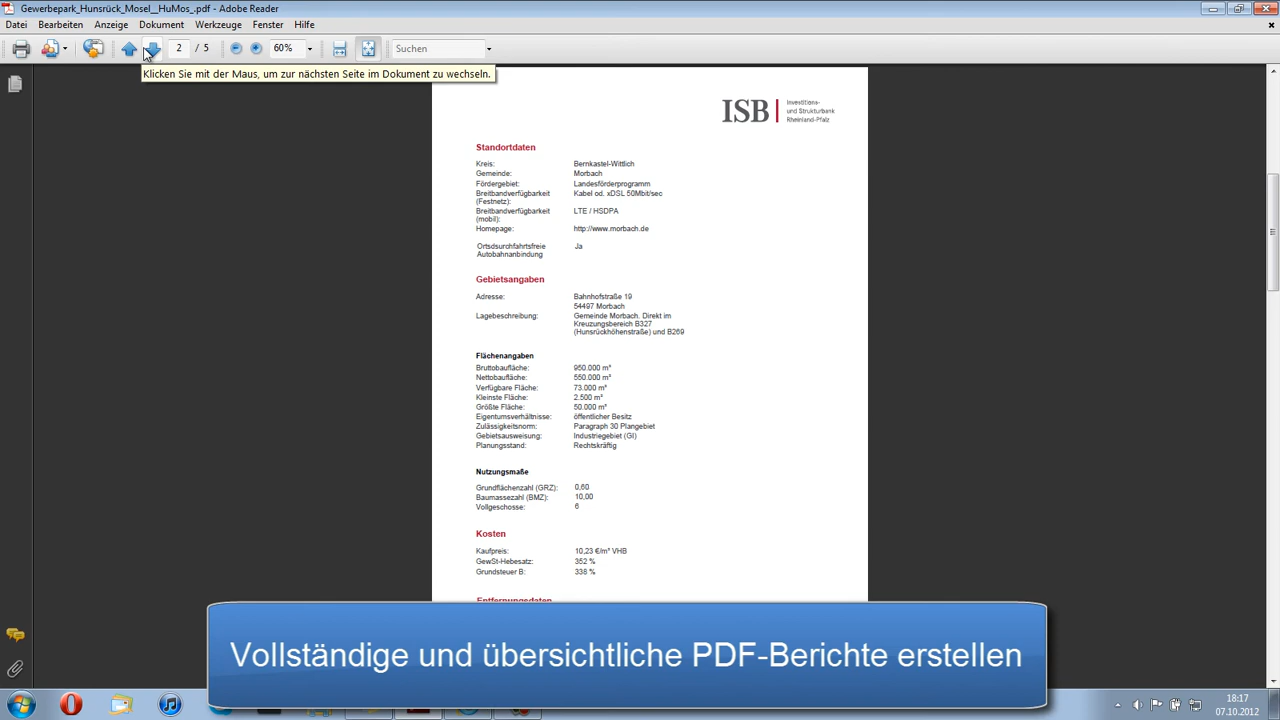 Gewerbepark_Hunsrück_Mosel__HuMos_.pdf - Adobe Reader
Datei Bearbeiten Anzeige Dokument Werkzeuge Fenster Hilfe
2 / 5 60% Suchen
Klicken Sie mit der Maus, um zur nächsten Seite im Dokument zu wechseln.
ISB
Investitions-
und Strukturbank
Rheinland-Pfalz
Standortdaten
Kreis: Bernkastel-Wittlich
Gemeinde: Morbach
Fördergebiet: Landesförderprogramm
Breitbandverfügbarkeit Kabel od. xDSL 50Mbit/sec
(Festnetz):
Breitbandverfügbarkeit LTE / HSDPA
(mobil):
Homepage: http://www.morbach.de
Ortsdsurchfahrtsfreie Ja
Autobahnanbindung
Gebietsangaben
Adresse: Bahnhofstraße 19
54497 Morbach
Lagebeschreibung: Gemeinde Morbach. Direkt im
Kreuzungsbereich B327
(Hunsrückhöhenstraße) und B269
Flächenangaben
Bruttobaufläche: 950.000 m²
Nettobaufläche: 550.000 m²
Verfügbare Fläche: 73.000 m²
Kleinste Fläche: 2.500 m²
Größte Fläche: 50.000 m²
Eigentumsverhältnisse: öffentlicher Besitz
Zulässigkeitsnorm: Paragraph 30 Plangebiet
Gebietsausweisung: Industriegebiet (GI)
Planungsstand: Rechtskräftig
Nutzungsmaße
Grundflächenzahl (GRZ): 0,60
Baumassezahl (BMZ): 10,00
Vollgeschosse: 6
Kosten
Kaufpreis: 10,23 €/m² VHB
GewSt-Hebesatz: 352 %
Grundsteuer B: 338 %
Entfernungsdaten
Vollständige und übersichtliche PDF-Berichte erstellen
18:17
07.10.2012